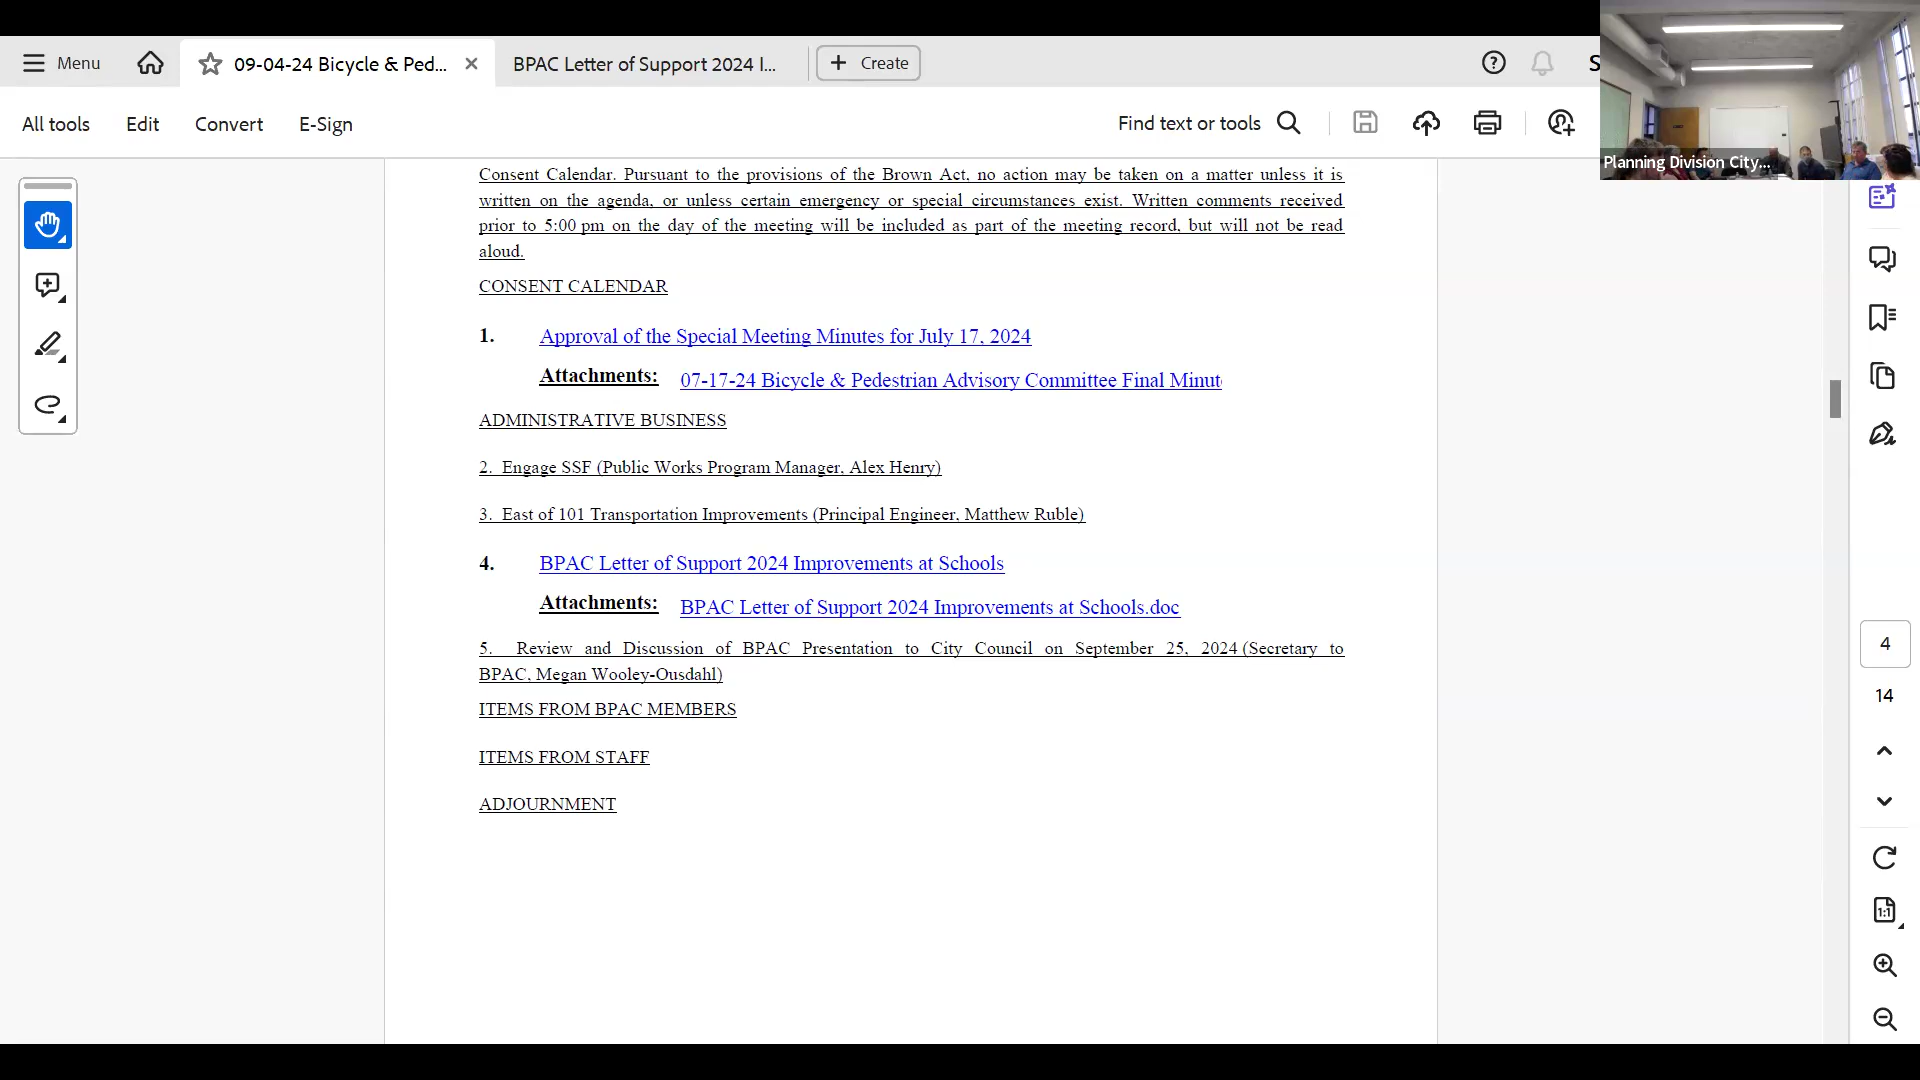 Menu
09-04-24 Bicycle & Ped...
BPAC Letter of Support 2024 I...
Create
S
All tools
Edit
Convert
E-Sign
Find text or tools
Planning Division City...
Consent Calendar. Pursuant to the provisions of the Brown Act, no action may be taken on a matter unless it is
written on the agenda, or unless certain emergency or special circumstances exist. Written comments received
prior to 5:00 pm on the day of the meeting will be included as part of the meeting record, but will not be read
aloud.
CONSENT CALENDAR
1. Approval of the Special Meeting Minutes for July 17, 2024
Attachments: 07-17-24 Bicycle & Pedestrian Advisory Committee Final Minut
ADMINISTRATIVE BUSINESS
2. Engage SSF (Public Works Program Manager, Alex Henry)
3. East of 101 Transportation Improvements (Principal Engineer, Matthew Ruble)
4. BPAC Letter of Support 2024 Improvements at Schools
Attachments: BPAC Letter of Support 2024 Improvements at Schools.doc
5. Review and Discussion of BPAC Presentation to City Council on September 25, 2024 (Secretary to
BPAC, Megan Wooley-Ousdahl)
ITEMS FROM BPAC MEMBERS
ITEMS FROM STAFF
ADJOURNMENT
4
14
1:1